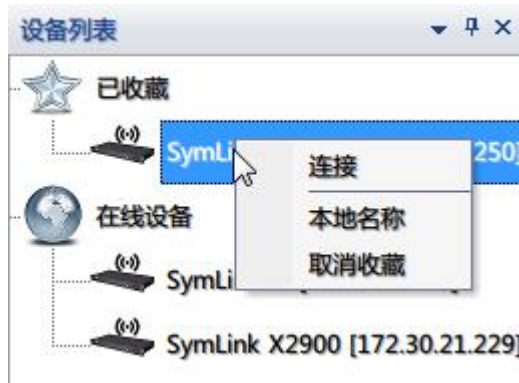 设备列表
已收藏
SymLi 250]
连接
在线设备
本地名称
取消收藏
SymLi
SymLink X2900 [172.30.21.229]